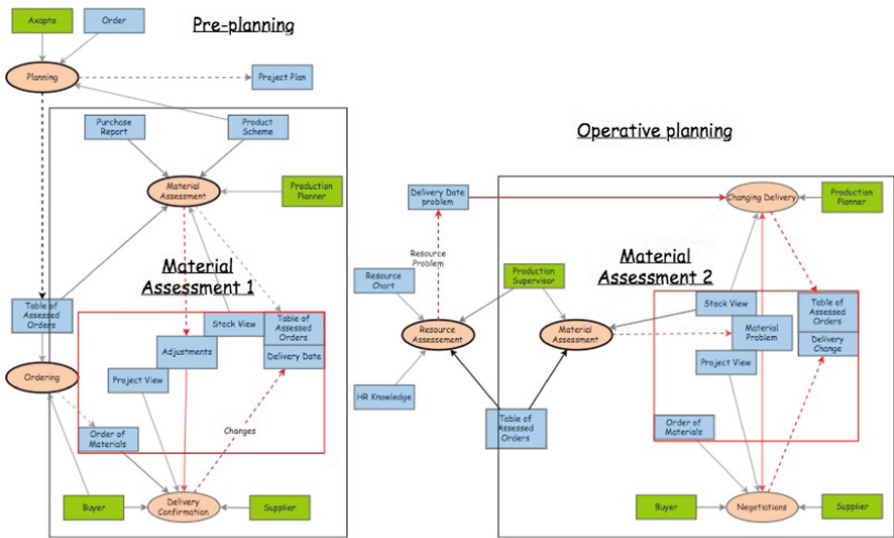 Pre-planning
Axapta
Order
Planning
Project Plan
Purchase
Report
Product
Scheme
Material
Assessment
Production
Planner
Material
Assessment 1
Table of
Assessed
Orders
Stock View
Table of
Assessed
Orders
Adjustments
Delivery Date
Project View
Ordering
Order of
Materials
Changes
Buyer
Delivery
Confirmation
Supplier
Operative planning
Delivery Date
problem
Changing Delivery
Production
Planner
Resource
Problem
Resource
Chart
Production
Supervisor
Material
Assessment 2
Stock View
Table of
Assessed
Orders
Resource
Assessement
Material
Assessment
Material
Problem
Delivery
Change
Project View
HR Knowledge
Table of
Assessed
Orders
Order of
Materials
Buyer
Negotiations
Supplier